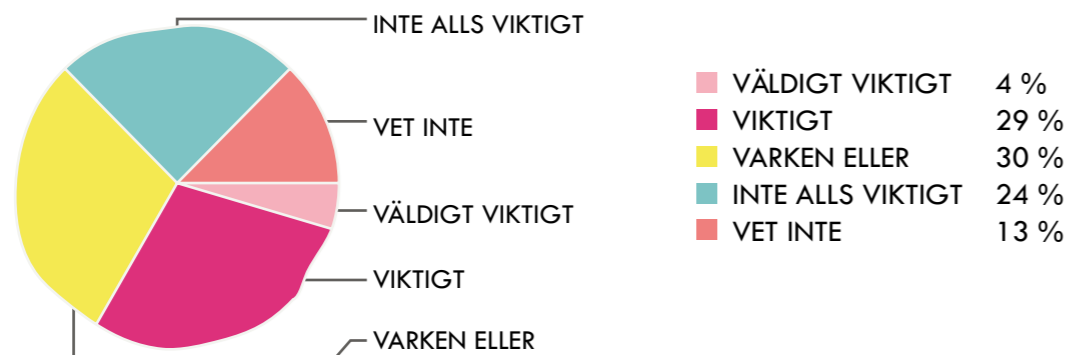 INTE ALLS VIKTIGT
VET INTE
VÄLDIGT VIKTIGT
VIKTIGT
VARKEN ELLER
VÄLDIGT VIKTIGT 4 %
VIKTIGT 29 %
VARKEN ELLER 30 %
INTE ALLS VIKTIGT 24 %
VET INTE 13 %